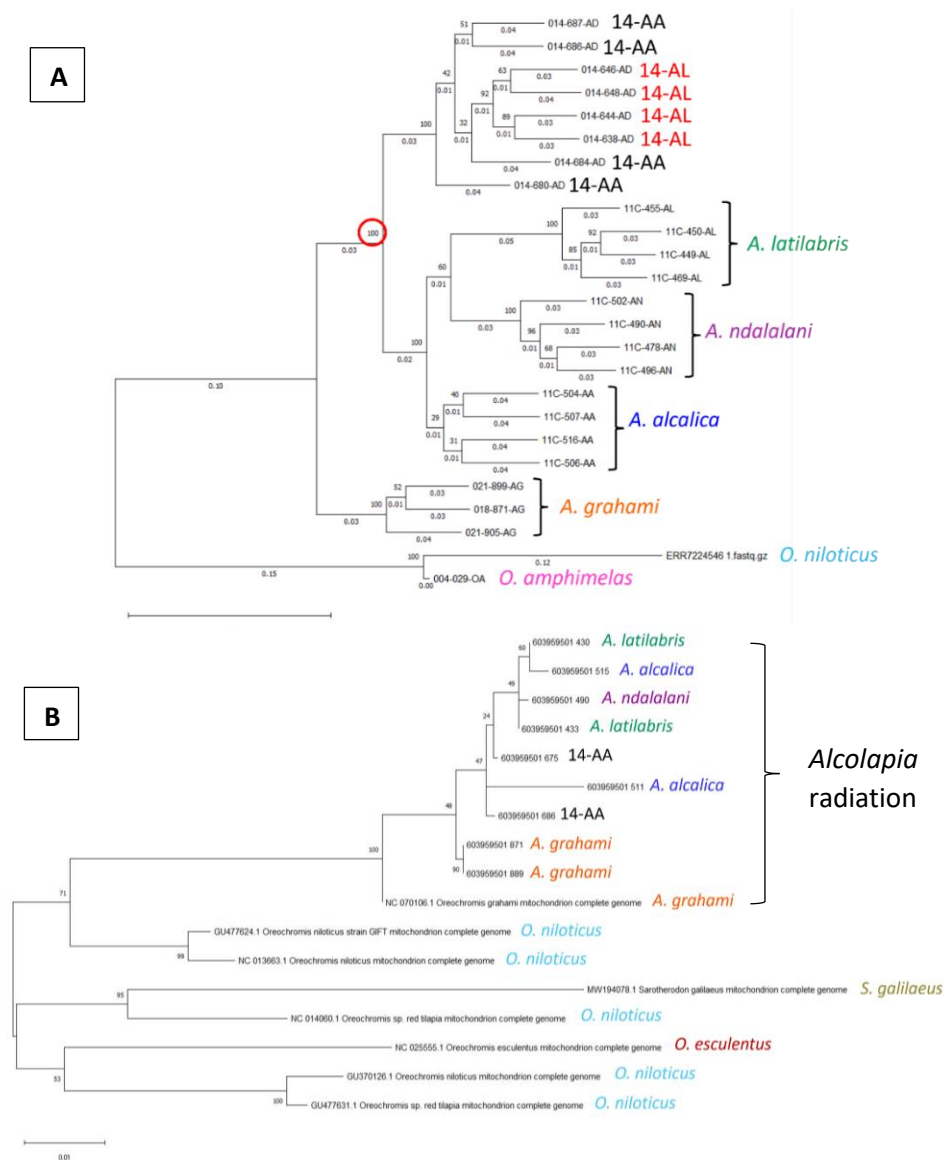 A
51
014-687-AD 14-AA
0.04
0.01
014-686-AD 14-AA
0.04
42
0.01
63
014-646-AD 14-AL
0.03
0.01
92
014-648-AD 14-AL
0.04
0.01
32
89
014-644-AD 14-AL
0.03
0.01
0.01
014-638-AD 14-AL
0.03
100
014-684-AD 14-AA
0.04
0.03
014-680-AD 14-AA
0.04
100
0.03
11C-455-AL
0.03
100
92
11C-450-AL
0.03
0.05
85
0.01
11C-449-AL
0.03
0.01
11C-469-AL
0.03
A. latilabris
60
0.01
100
11C-502-AN
0.03
0.03
96
11C-490-AN
0.03
0.01
68
11C-478-AN
0.03
0.01
11C-496-AN
0.03
A. ndalalani
100
0.02
40
11C-504-AA
0.04
0.01
11C-507-AA
0.04
29
0.01
31
11C-516-AA
0.04
0.01
11C-506-AA
0.04
A. alcalica
0.10
52
021-899-AG
0.03
100
0.01
018-871-AG
0.03
0.03
021-905-AG
0.04
A. grahami
100
ERR7224546 1.fastq.gz O. niloticus
0.12
0.15
004-029-OA O. amphimelas
0.00
B
60
603959501 430 A. latilabris
603959501 515 A. alcalica
49
603959501 490 A. ndalalani
24
603959501 433 A. latilabris
603959501 675 14-AA
47
603959501 511 A. alcalica
603959501 686 14-AA
48
603959501 871 A. grahami
90
603959501 889 A. grahami
100
NC 070106.1 Oreochromis grahami mitochondrion complete genome A. grahami
Alcolapia
radiation
71
GU477624.1 Oreochromis niloticus strain GIFT mitochondrion complete genome O. niloticus
99
NC 013663.1 Oreochromis niloticus mitochondrion complete genome O. niloticus
95
MW194078.1 Sarotherodon galilaeus mitochondrion complete genome S. galilaeus
NC 014060.1 Oreochromis sp. red tilapia mitochondrion complete genome O. niloticus
NC 025555.1 Oreochromis esculentus mitochondrion complete genome O. esculentus
53
GU370126.1 Oreochromis niloticus mitochondrion complete genome O. niloticus
100
GU477631.1 Oreochromis sp. red tilapia mitochondrion complete genome O. niloticus
0.01